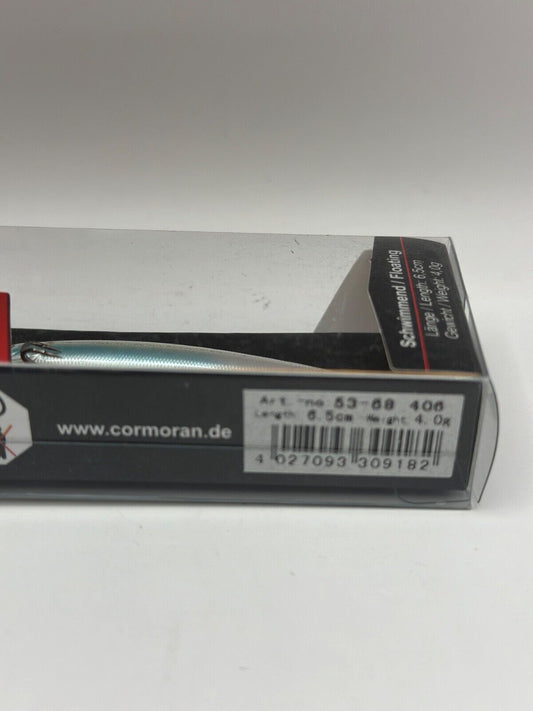 Schwimmend / Floating
Länge / Length: 6.5cm
Gewicht / Weight: 4.0g
Art.-no 53-68 406
Length 6.5cm Weight 4.0g
www.cormoran.de
4 027093 309182